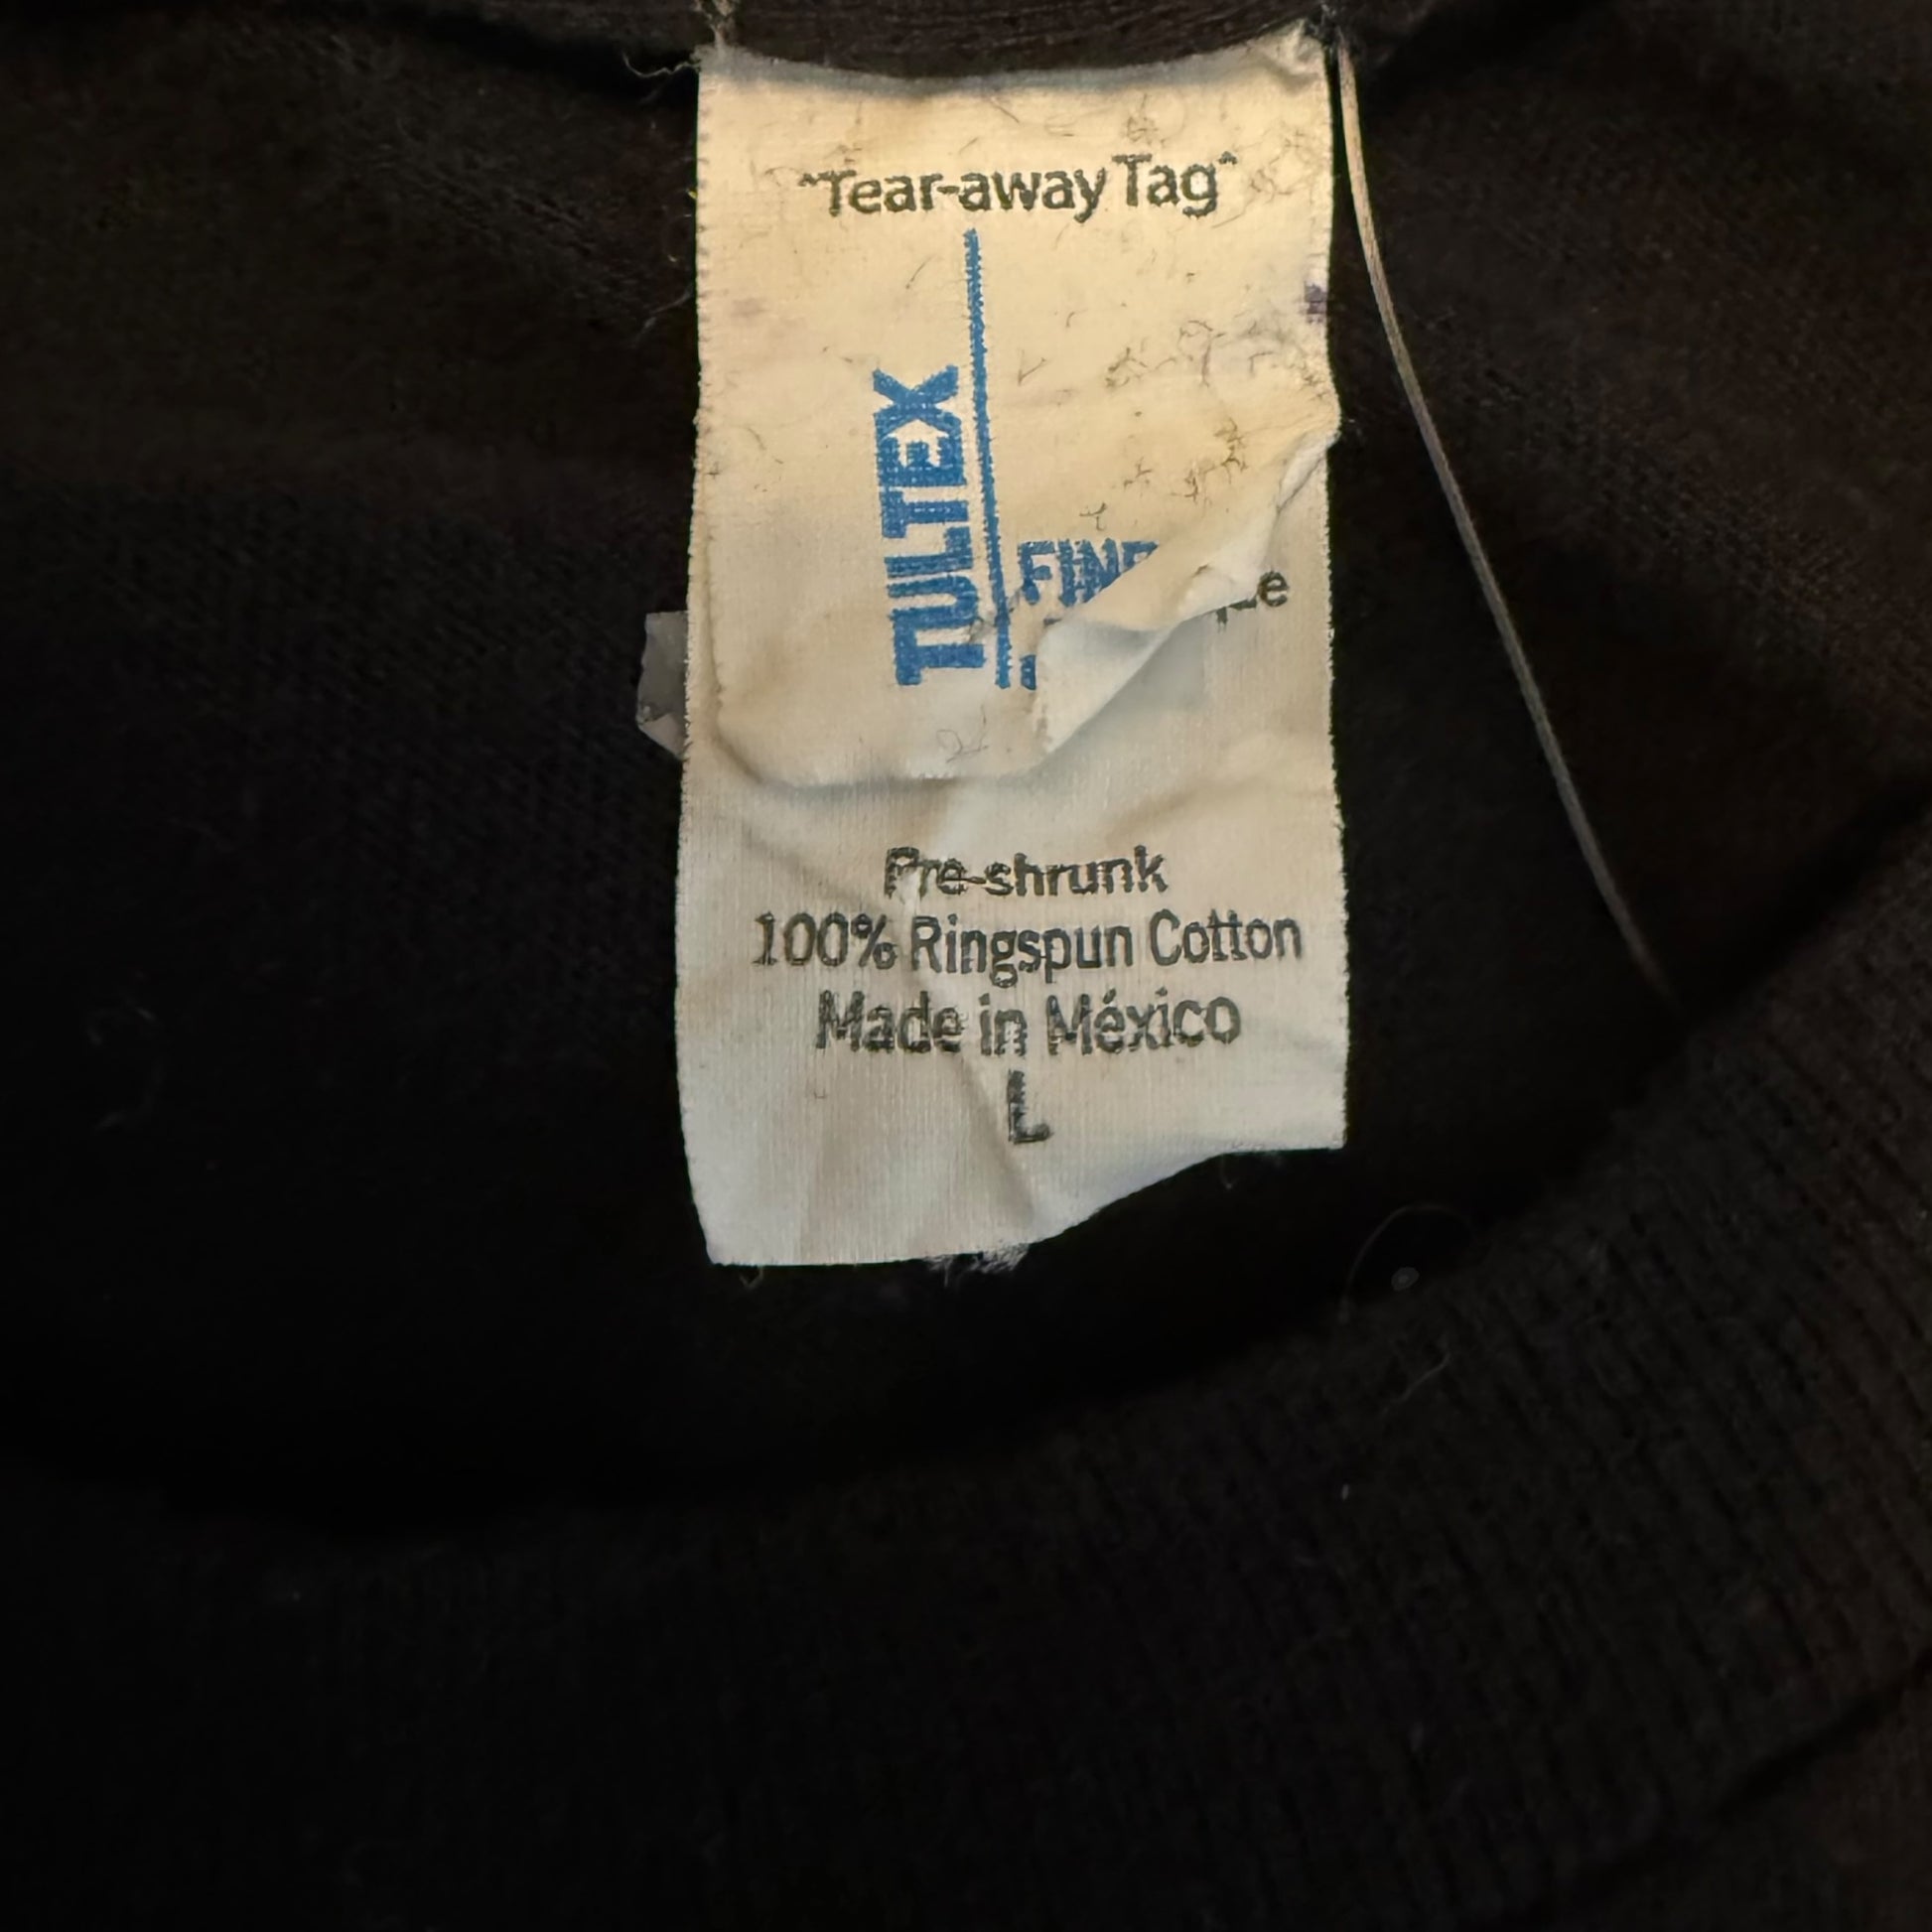 "Tear-away Tag"
TULTEX
Pre-shrunk
100% Ringspun Cotton
Made in México
L